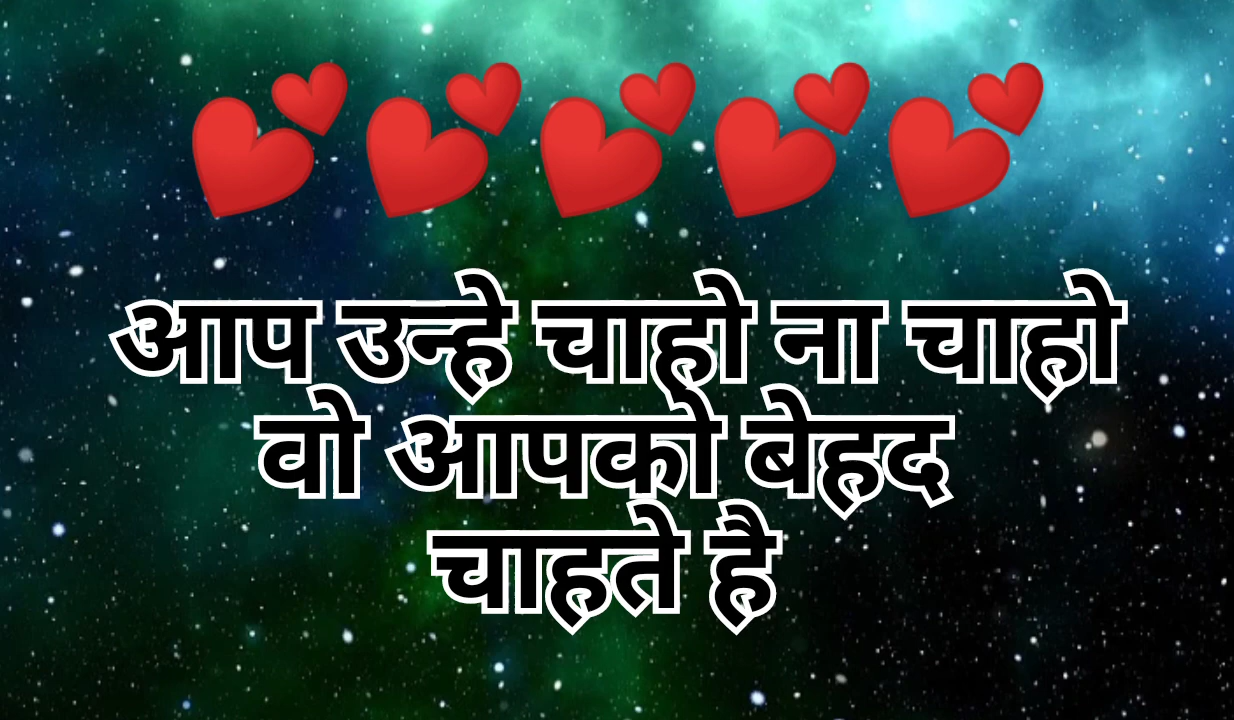 💕💕💕💕💕
आप उन्हे चाहो ना चाहो
वो आपको बेहद
चाहते है